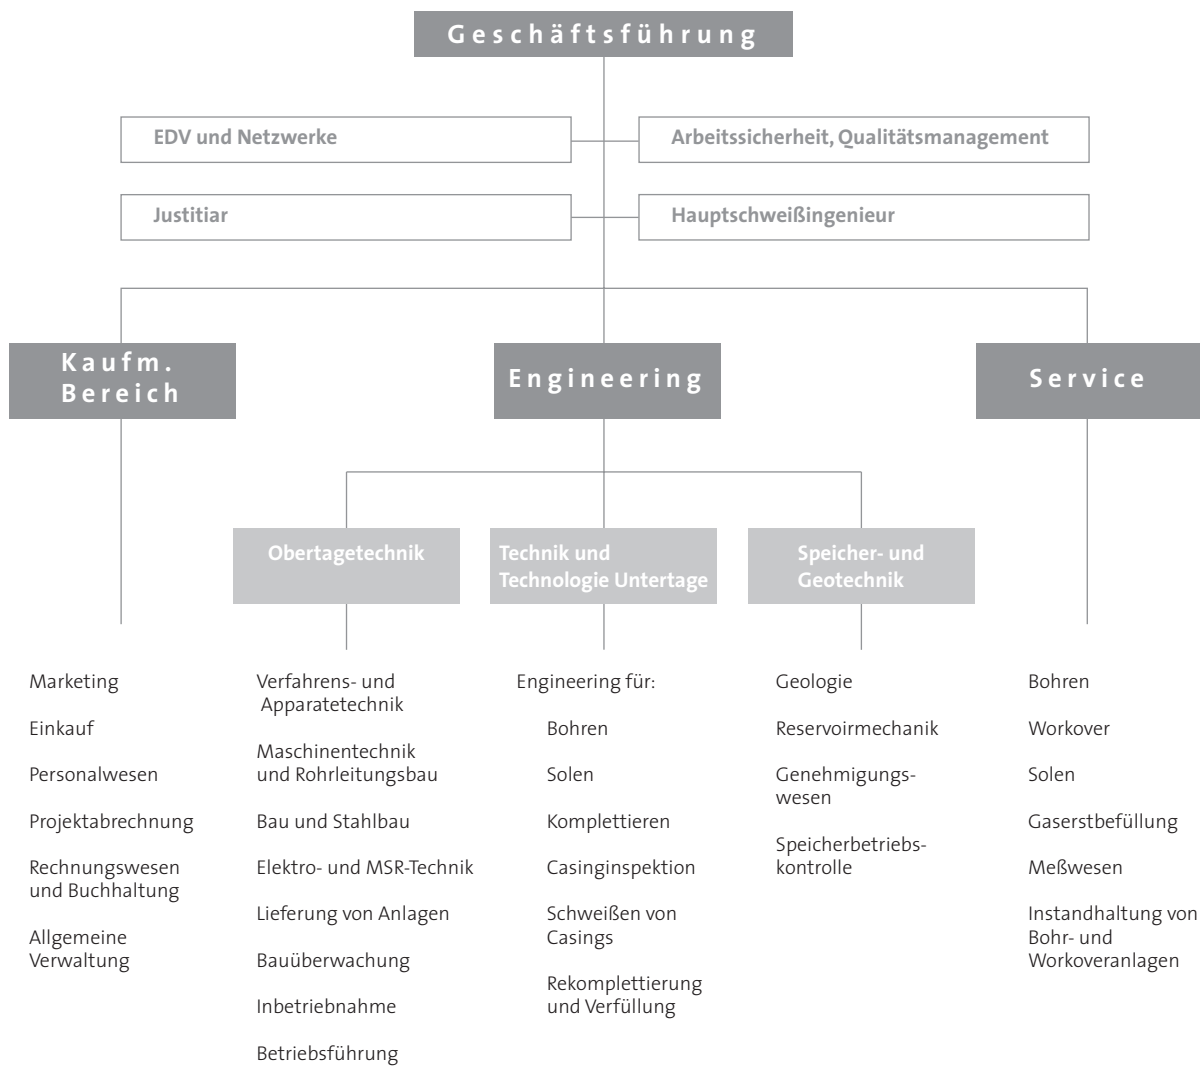 Geschäftsführung
EDV und Netzwerke
Arbeitssicherheit, Qualitätsmanagement
Justitiar
Hauptschweißingenieur
Kaufm.
Bereich
Engineering
Service
Obertagetechnik
Technik und
Technologie Untertage
Speicher- und
Geotechnik
Marketing
Einkauf
Personalwesen
Projektabrechnung
Rechnungswesen
und Buchhaltung
Allgemeine
Verwaltung
Verfahrens- und
Apparatetechnik
Maschinentechnik
und Rohrleitungsbau
Bau und Stahlbau
Elektro- und MSR-Technik
Lieferung von Anlagen
Bauüberwachung
Inbetriebnahme
Betriebsführung
Engineering für:
Bohren
Solen
Komplettieren
Casinginspektion
Schweißen von
Casings
Rekomplettierung
und Verfüllung
Geologie
Reservoirmechanik
Genehmigungs-
wesen
Speicherbetriebs-
kontrolle
Bohren
Workover
Solen
Gaserstbefüllung
Meßwesen
Instandhaltung von
Bohr- und
Workoveranlagen